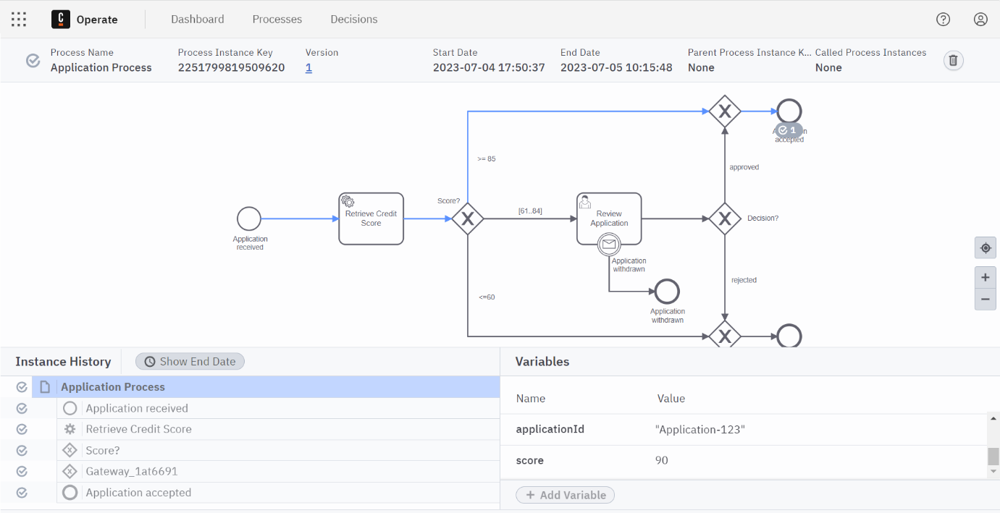 Operate
Dashboard
Processes
Decisions
Process Name
Process Instance Key
Version
Start Date
End Date
Parent Process Instance K...
Called Process Instances
Application Process
2251799819509620
1
2023-07-04 17:50:37
2023-07-05 10:15:48
None
None
1
accepted
>= 85
approved
Score?
[61..84]
Retrieve Credit
Score
Review
Application
Decision?
Application
received
Application
withdrawn
rejected
<=60
Application
withdrawn
Instance History
Show End Date
Variables
Application Process
Name
Value
Application received
applicationId
"Application-123"
Retrieve Credit Score
Score?
score
90
Gateway_1at6691
Application accepted
+ Add Variable